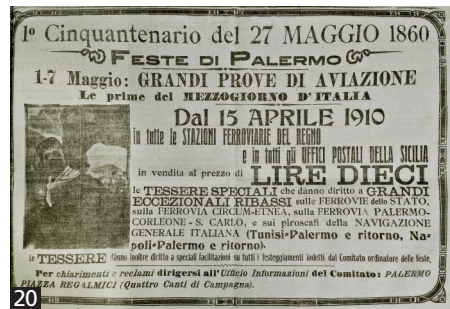 1º Cinquantenario del 27 MAGGIO 1860
FESTE DI PALERMO
1-7 Maggio: GRANDI PROVE DI AVIAZIONE
Le prime del MEZZOGIORNO D'ITALIA
Dal 15 APRILE 1910
in tutte le STAZIONI FERROVIARIE DEL REGNO
e in tutti gli UFFICI POSTALI DELLA SICILIA
in vendita al prezzo di LIRE DIECI
le TESSERE SPECIALI che dànno diritto a GRANDI
ECCEZIONALI RIBASSI sulle FERROVIE dello STATO,
sulla FERROVIA CIRCUM-ETNEA, sulla FERROVIA PALERMO-
CORLEONE - S. CARLO, e sui piroscafi della NAVIGAZIONE
GENERALE ITALIANA (Tunisi-Palermo e ritorno, Na-
poli-Palermo e ritorno).
Le TESSERE dànno inoltre diritto a speciali facilitazioni su tutti i festeggiamenti indetti dal Comitato ordinatore delle feste.
Per chiarimenti e reclami dirigersi all'Ufficio Informazioni del Comitato: PALERMO
PIAZZA REGALMICI (Quattro Canti di Campagna).
20